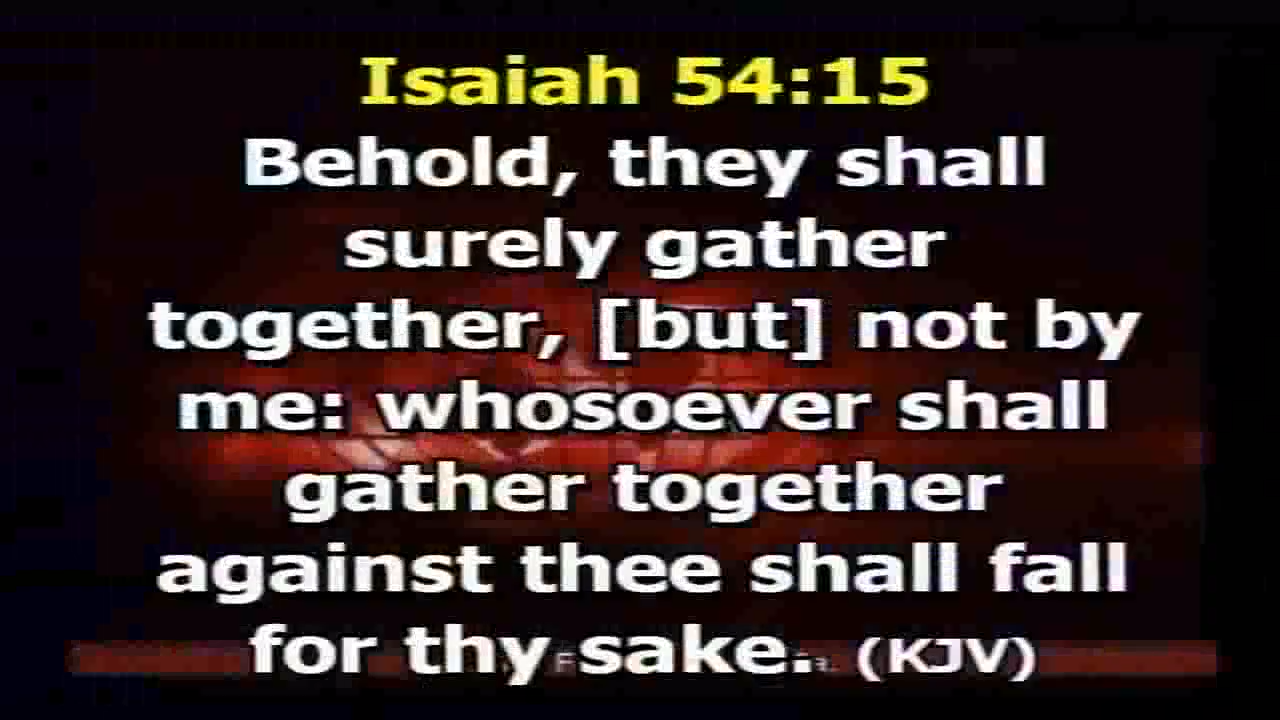 Isaiah 54:15
Behold, they shall
surely gather
together, [but] not by
me: whosoever shall
gather together
against thee shall fall
for thy sake. (KJV)